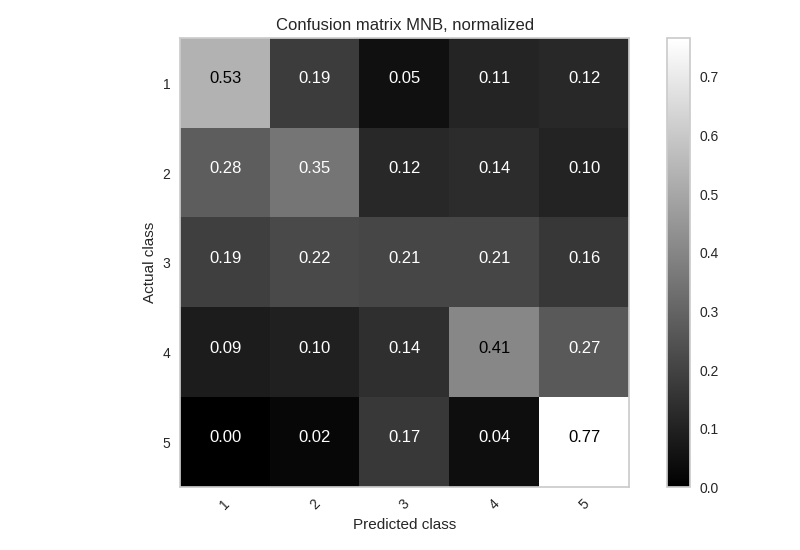 Confusion matrix MNB, normalized
Actual class
1 0.53 0.19 0.05 0.11 0.12
2 0.28 0.35 0.12 0.14 0.10
3 0.19 0.22 0.21 0.21 0.16
4 0.09 0.10 0.14 0.41 0.27
5 0.00 0.02 0.17 0.04 0.77
1 2 3 4 5
Predicted class
0.7
0.6
0.5
0.4
0.3
0.2
0.1
0.0